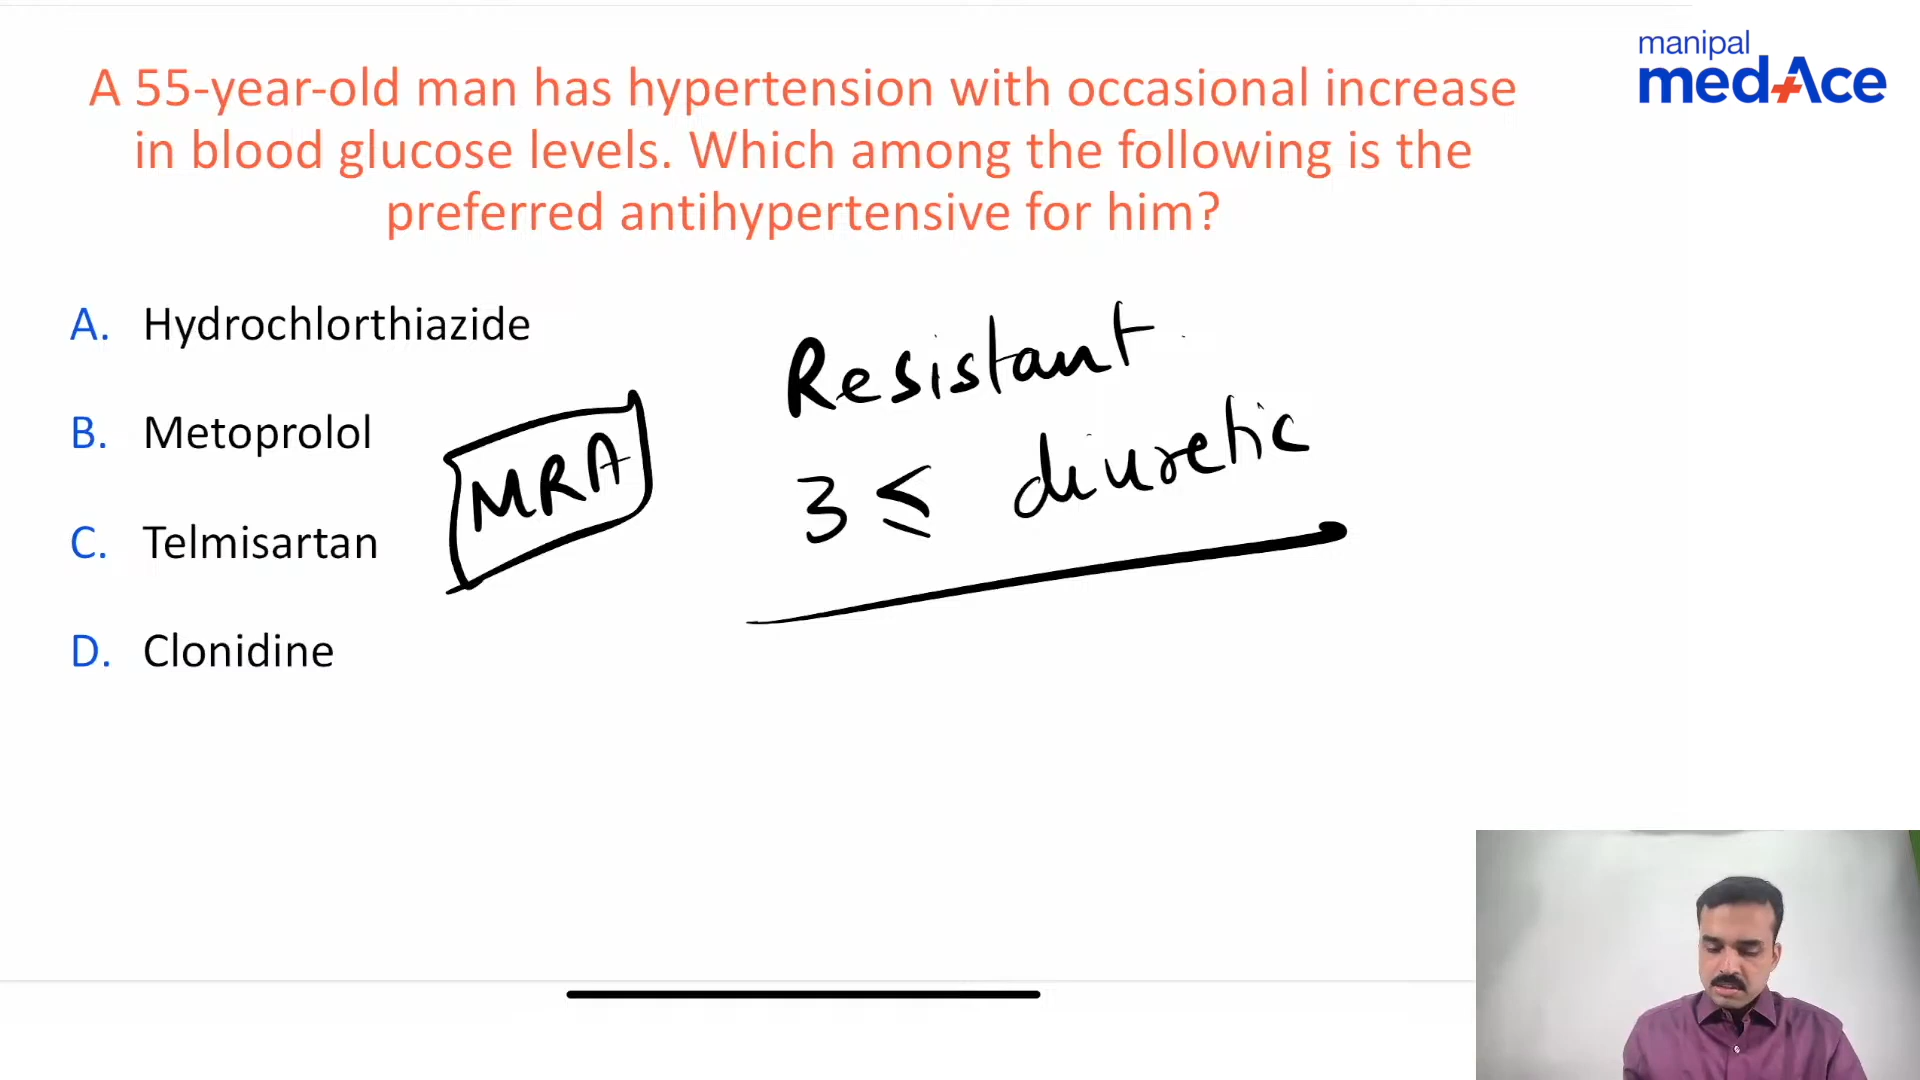 manipal
medAce
A 55-year-old man has hypertension with occasional increase
in blood glucose levels. Which among the following is the
preferred antihypertensive for him?
A. Hydrochlorthiazide
B. Metoprolol
C. Telmisartan
D. Clonidine
MRA
Resistant
3 ≤ diuretic